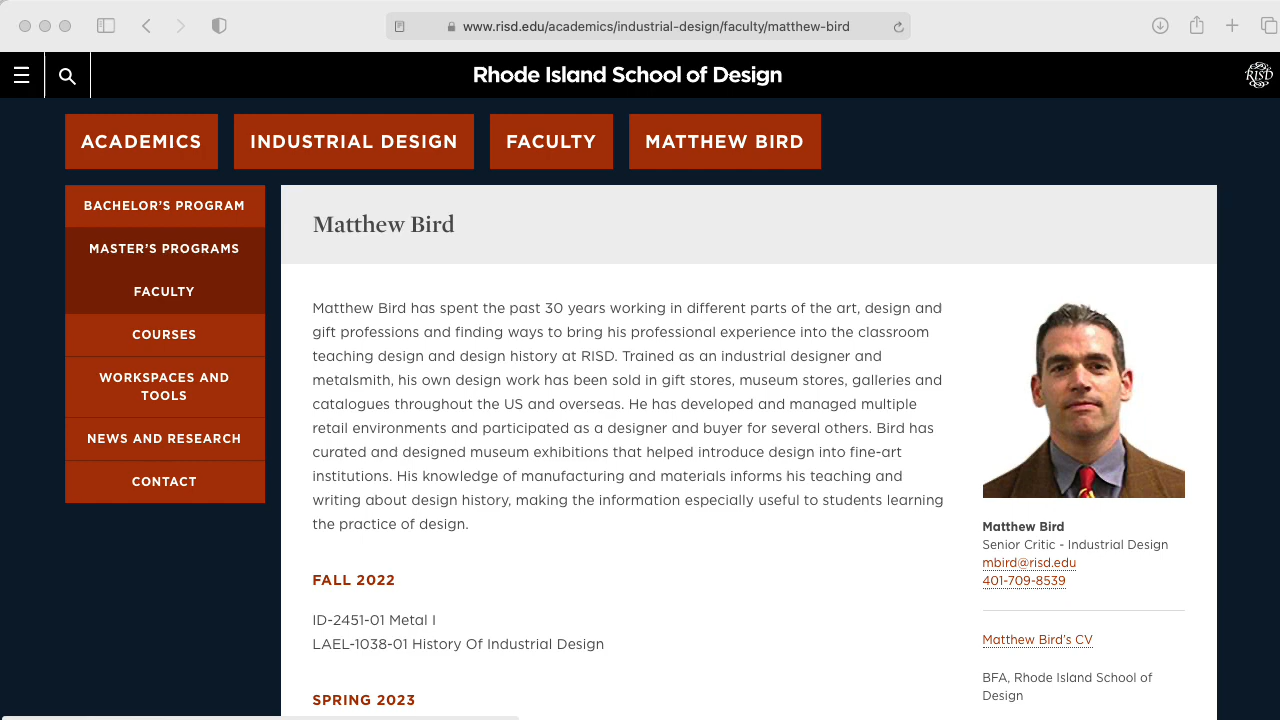 www.risd.edu/academics/industrial-design/faculty/matthew-bird
Rhode Island School of Design
RISD
ACADEMICS
INDUSTRIAL DESIGN
FACULTY
MATTHEW BIRD
BACHELOR'S PROGRAM
MASTER'S PROGRAMS
FACULTY
COURSES
WORKSPACES AND
TOOLS
NEWS AND RESEARCH
CONTACT
Matthew Bird
Matthew Bird has spent the past 30 years working in different parts of the art, design and
gift professions and finding ways to bring his professional experience into the classroom
teaching design and design history at RISD. Trained as an industrial designer and
metalsmith, his own design work has been sold in gift stores, museum stores, galleries and
catalogues throughout the US and overseas. He has developed and managed multiple
retail environments and participated as a designer and buyer for several others. Bird has
curated and designed museum exhibitions that helped introduce design into fine-art
institutions. His knowledge of manufacturing and materials informs his teaching and
writing about design history, making the information especially useful to students learning
the practice of design.
FALL 2022
ID-2451-01 Metal I
LAEL-1038-01 History Of Industrial Design
SPRING 2023
Matthew Bird
Senior Critic - Industrial Design
mbird@risd.edu
401-709-8539
Matthew Bird's CV
BFA, Rhode Island School of
Design